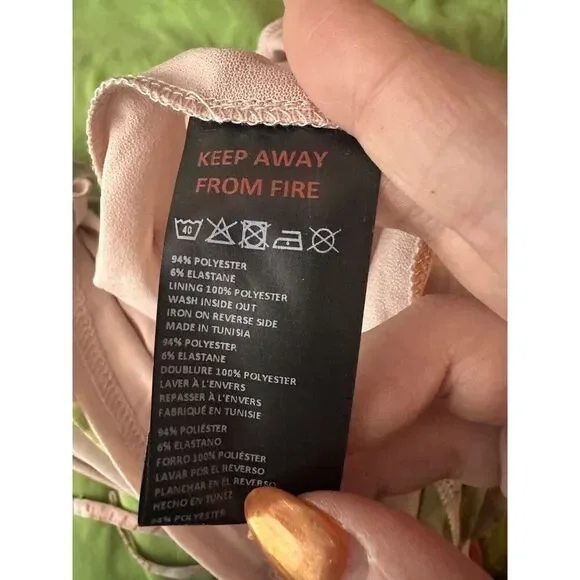 KEEP AWAY
FROM FIRE
40
94% POLYESTER
6% ELASTANE
LINING 100% POLYESTER
WASH INSIDE OUT
IRON ON REVERSE SIDE
MADE IN TUNISIA
94% POLYESTER
6% ELASTANE
DOUBLURE 100% POLYESTER
LAVER À L'ENVERS
REPASSER À L'ENVERS
FABRIQUÉ EN TUNISIE
94% POLIÉSTER
6% ELASTANO
FORRO 100% POLIÉSTER
LAVAR POR EL REVERSO
PLANCHAR EN EL REVERSO
HECHO EN TÚNEZ
94% POLYESTER